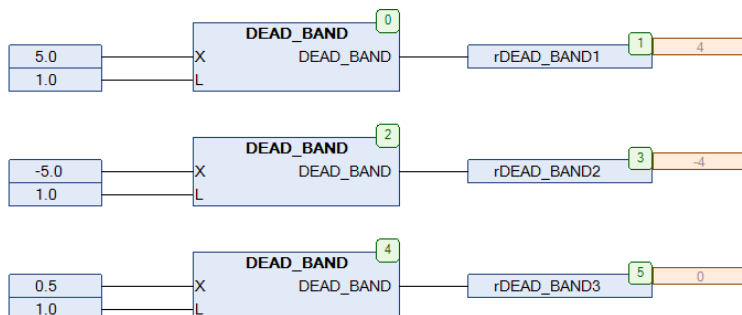 0
DEAD_BAND
5.0 X DEAD_BAND rDEAD_BAND1 1 4
1.0 L
2
DEAD_BAND
-5.0 X DEAD_BAND rDEAD_BAND2 3 -4
1.0 L
4
DEAD_BAND
0.5 X DEAD_BAND rDEAD_BAND3 5 0
1.0 L